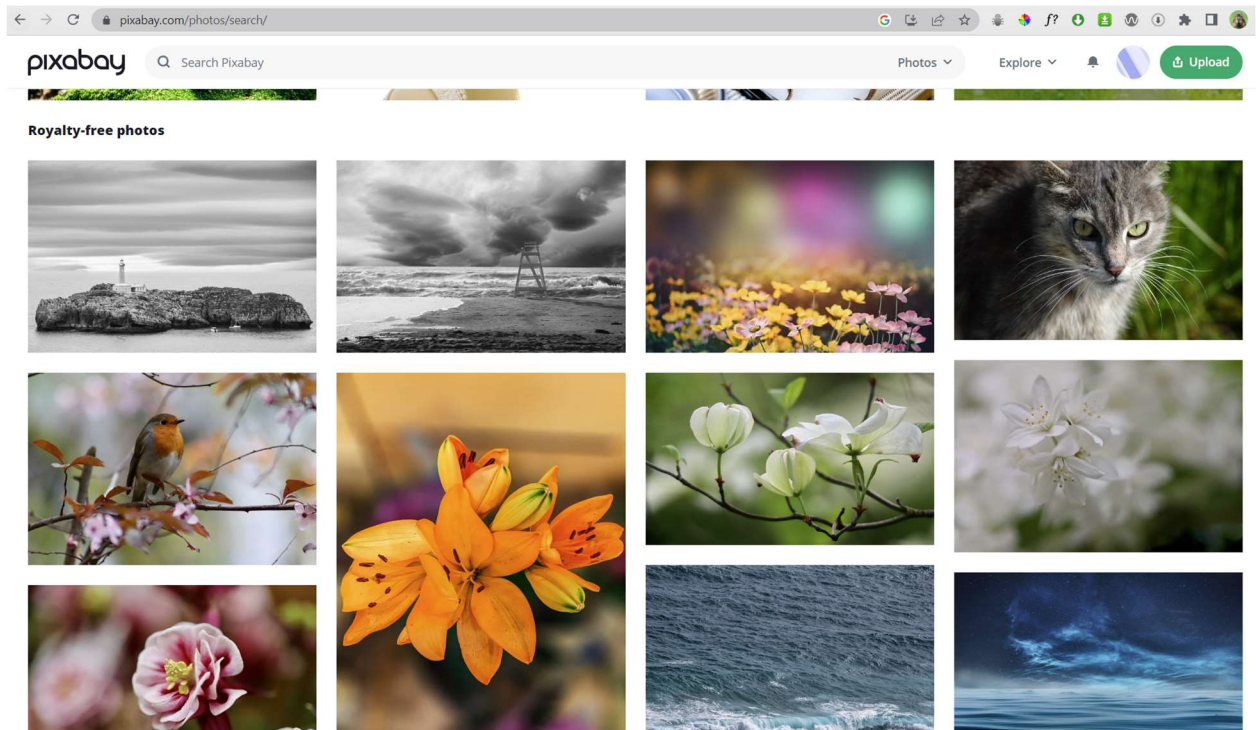 pixabay.com/photos/search/
f?
pixabay
Search Pixabay
Photos
Explore
Upload
Royalty-free photos